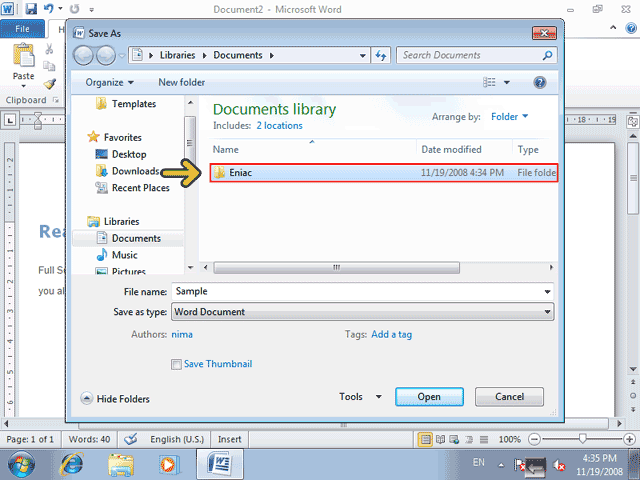 Document2 - Microsoft Word
File
Paste
Clipboard
Save As
Libraries
Documents
Search Documents
Organize
New folder
Templates
Favorites
Desktop
Downloads
Recent Places
Libraries
Documents
Music
Pictures
Documents library
Includes: 2 locations
Arrange by: Folder
Name Date modified Type
Eniac 11/19/2008 4:34 PM File folde
18 19
Full S
you al
File name: Sample
Save as type: Word Document
Authors: nima
Tags: Add a tag
Save Thumbnail
Hide Folders
Tools
Open
Cancel
Page: 1 of 1
Words: 40
English (U.S.)
Insert
100%
EN
4:35 PM
11/19/2008